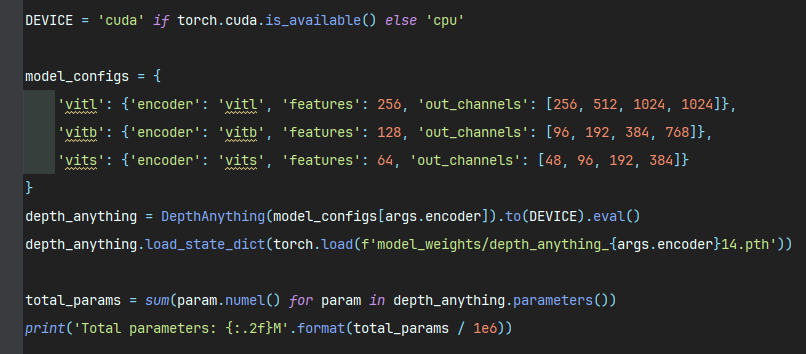 DEVICE = 'cuda' if torch.cuda.is_available() else 'cpu'
model_configs = {
'vitl': {'encoder': 'vitl', 'features': 256, 'out_channels': [256, 512, 1024, 1024]},
'vitb': {'encoder': 'vitb', 'features': 128, 'out_channels': [96, 192, 384, 768]},
'vits': {'encoder': 'vits', 'features': 64, 'out_channels': [48, 96, 192, 384]}
}
depth_anything = DepthAnything(model_configs[args.encoder]).to(DEVICE).eval()
depth_anything.load_state_dict(torch.load(f'model_weights/depth_anything_{args.encoder}14.pth'))
total_params = sum(param.numel() for param in depth_anything.parameters())
print('Total parameters: {:.2f}M'.format(total_params / 1e6))